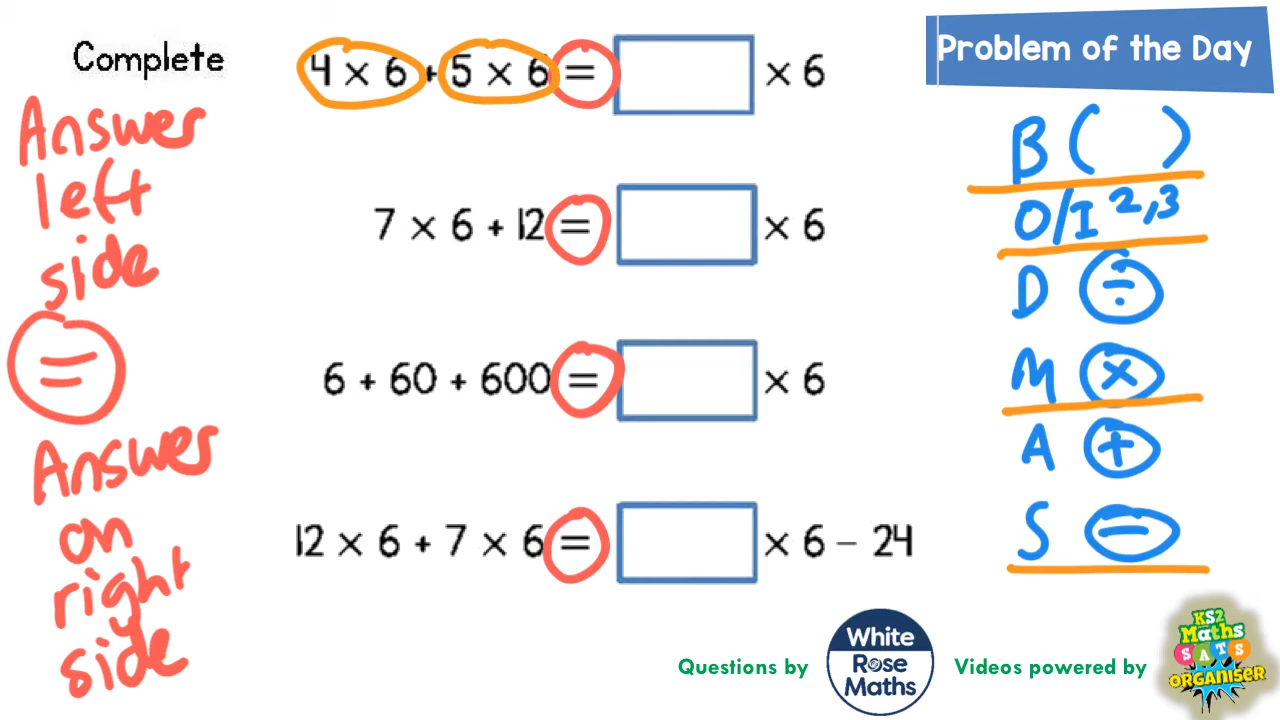 Complete
4 × 6 + 5 × 6 = × 6
Problem of the Day
7 × 6 + 12 = × 6
6 + 60 + 600 = × 6
12 × 6 + 7 × 6 = × 6 – 24
Answer
left
side
=
Answer
on
right
side
B ( )
O/I 2,3
D ÷
M ×
A +
S –
Questions by
White
Rose
Maths
Videos powered by
KS2
Maths
SATS
ORGANISER